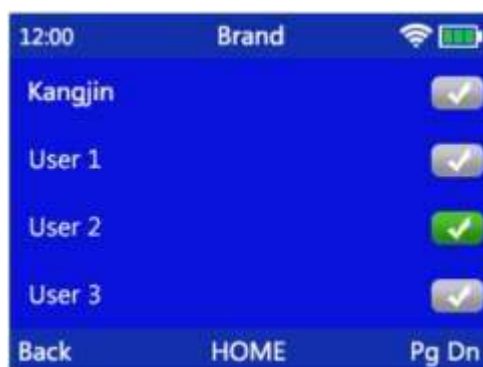 12:00 Brand
Kangjin
User 1
User 2
User 3
Back HOME Pg Dn